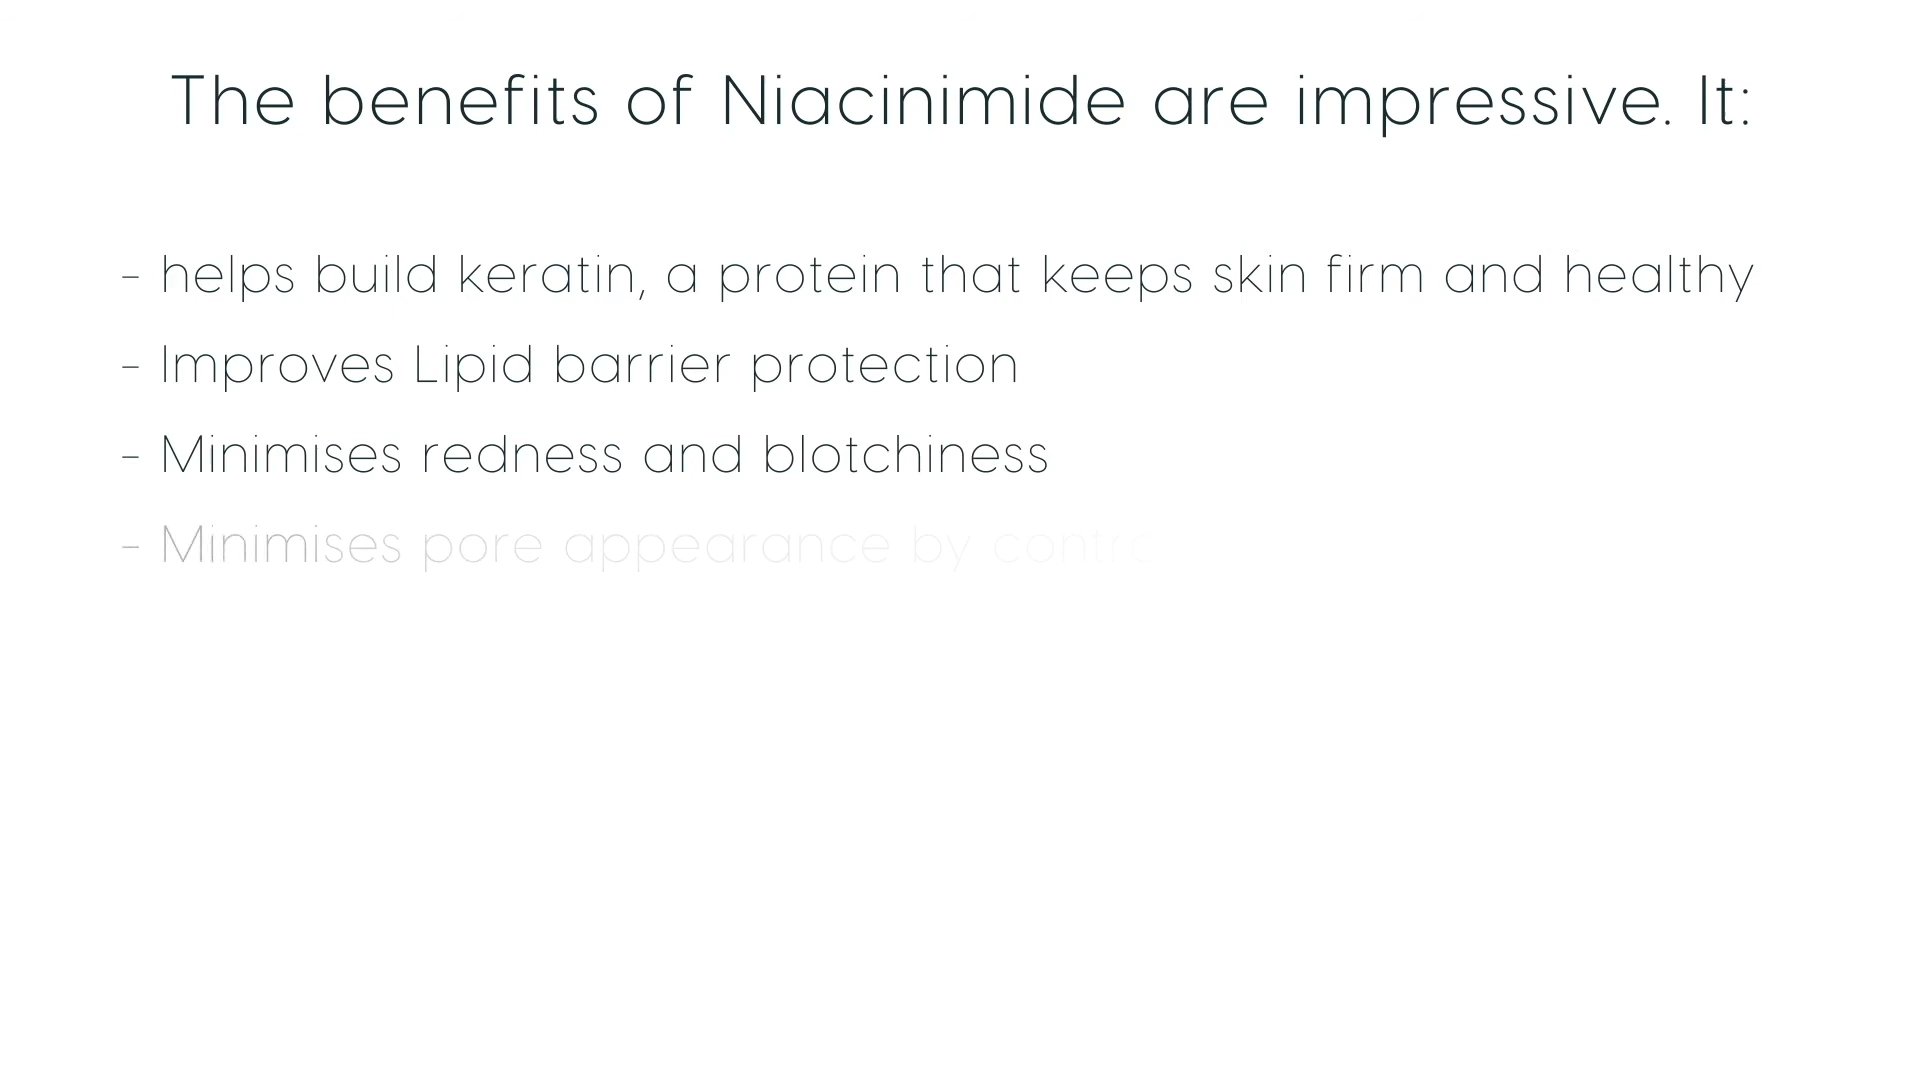 The benefits of Niacinimide are impressive. It:
- helps build keratin, a protein that keeps skin firm and healthy
- Improves Lipid barrier protection
- Minimises redness and blotchiness
- Minimises pore appearance by contro